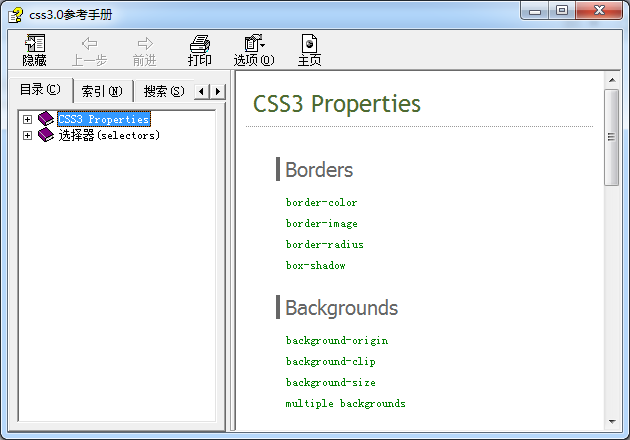 css3.0参考手册
隐藏 上一步 前进 打印 选项(O) 主页
目录(C) 索引(N) 搜索(S)
CSS3 Properties
选择器(selectors)
CSS3 Properties
Borders
border-color
border-image
border-radius
box-shadow
Backgrounds
background-origin
background-clip
background-size
multiple backgrounds